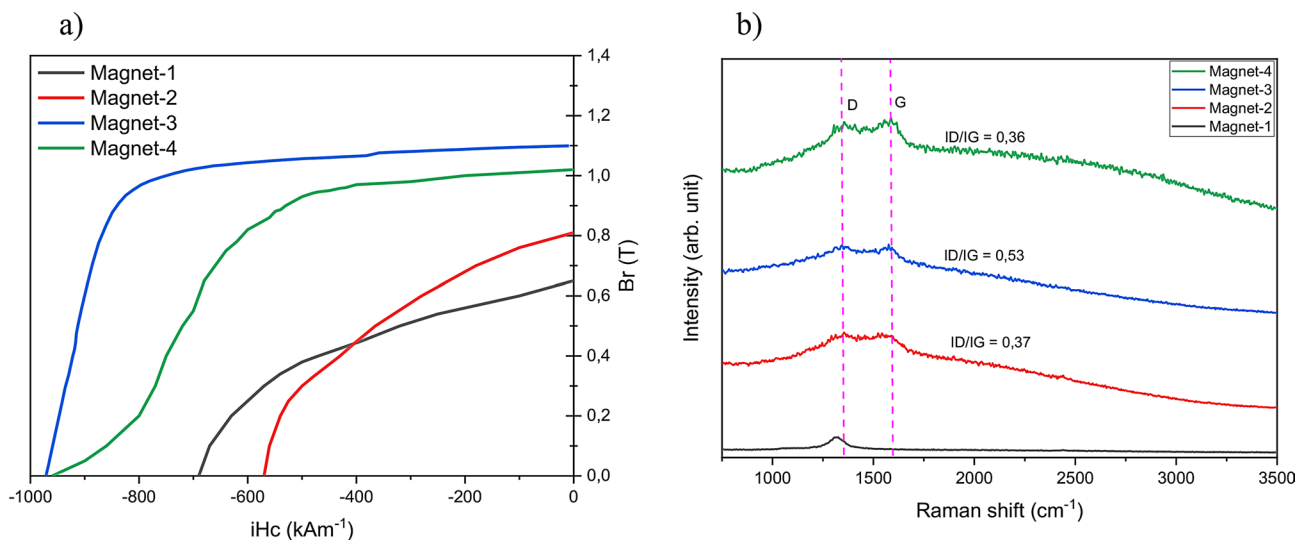 a)
Magnet-1
Magnet-2
Magnet-3
Magnet-4
1,4
1,2
1,0
0,8
0,6
0,4
0,2
0,0
Br (T)
-1000
-800
-600
-400
-200
0
iHc (kAm⁻¹)
b)
Magnet-4
Magnet-3
Magnet-2
Magnet-1
D
G
ID/IG = 0,36
ID/IG = 0,53
ID/IG = 0,37
Intensity (arb. unit)
1000
1500
2000
2500
3000
3500
Raman shift (cm⁻¹)